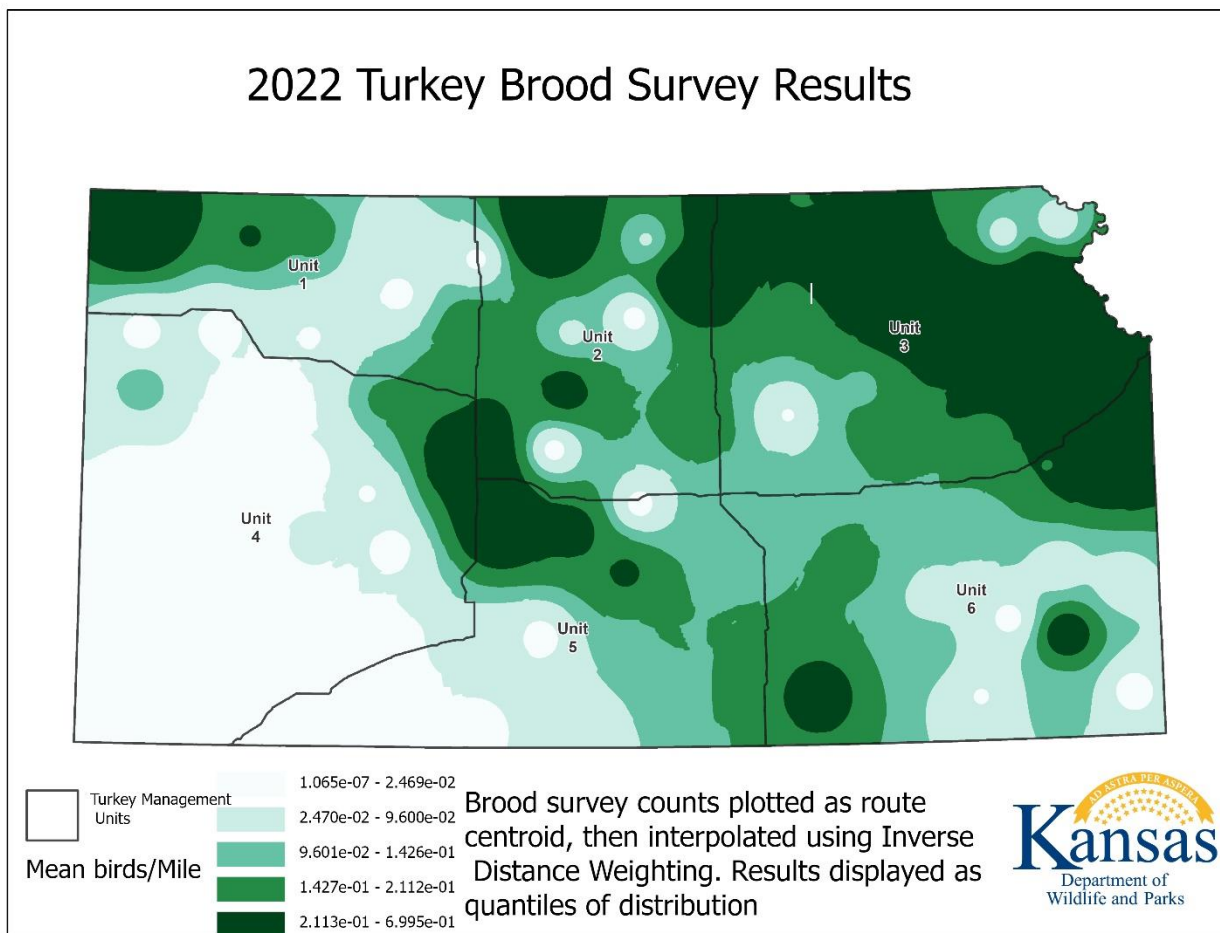 2022 Turkey Brood Survey Results
Unit
1
Unit
2
Unit
3
Unit
4
Unit
5
Unit
6
Turkey Management
Units
Mean birds/Mile
1.065e-07 - 2.469e-02
2.470e-02 - 9.600e-02
9.601e-02 - 1.426e-01
1.427e-01 - 2.112e-01
2.113e-01 - 6.995e-01
Brood survey counts plotted as route
centroid, then interpolated using Inverse
Distance Weighting. Results displayed as
quantiles of distribution
AD ASTRA PER ASPERA
Kansas
Department of
Wildlife and Parks